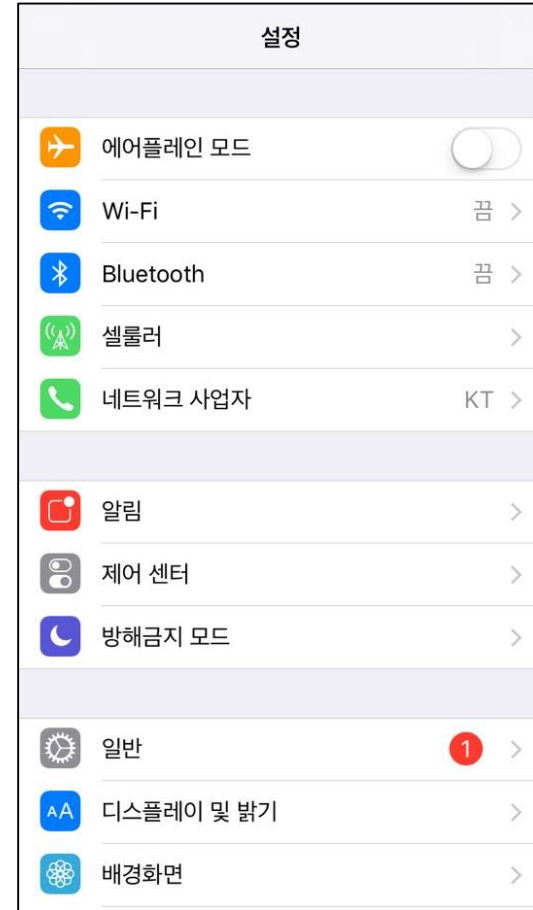 설정
에어플레인 모드
Wi-Fi 끔
Bluetooth 끔
셀룰러
네트워크 사업자 KT
알림
제어 센터
방해금지 모드
일반 1
AA 디스플레이 및 밝기
배경화면